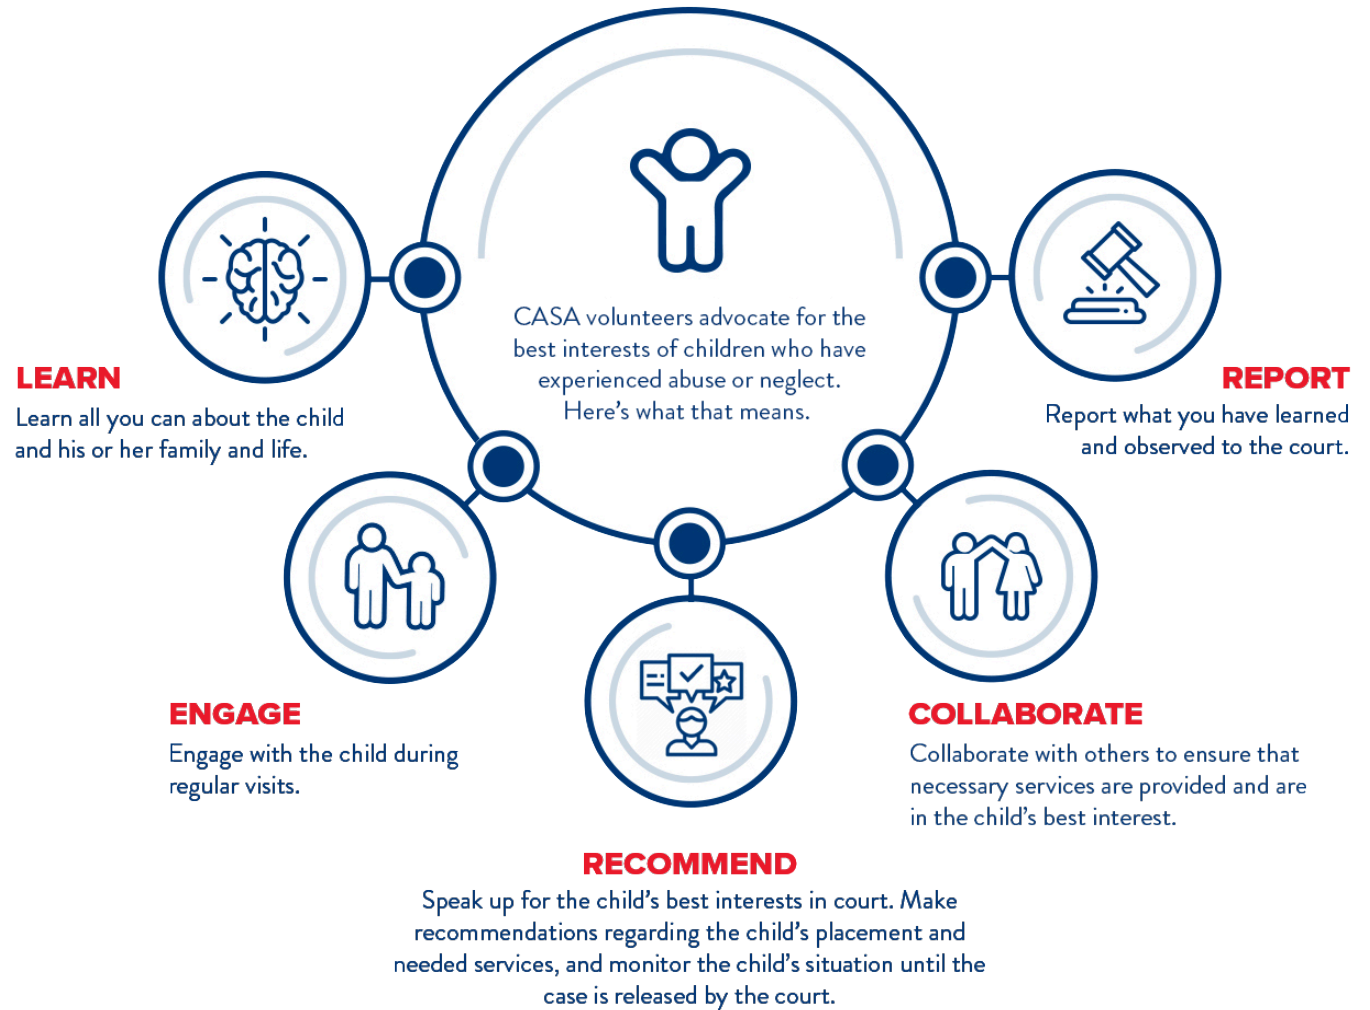 CASA volunteers advocate for the
best interests of children who have
experienced abuse or neglect.
Here's what that means.
LEARN
Learn all you can about the child
and his or her family and life.
ENGAGE
Engage with the child during
regular visits.
RECOMMEND
Speak up for the child's best interests in court. Make
recommendations regarding the child's placement and
needed services, and monitor the child's situation until the
case is released by the court.
COLLABORATE
Collaborate with others to ensure that
necessary services are provided and are
in the child's best interest.
REPORT
Report what you have learned
and observed to the court.